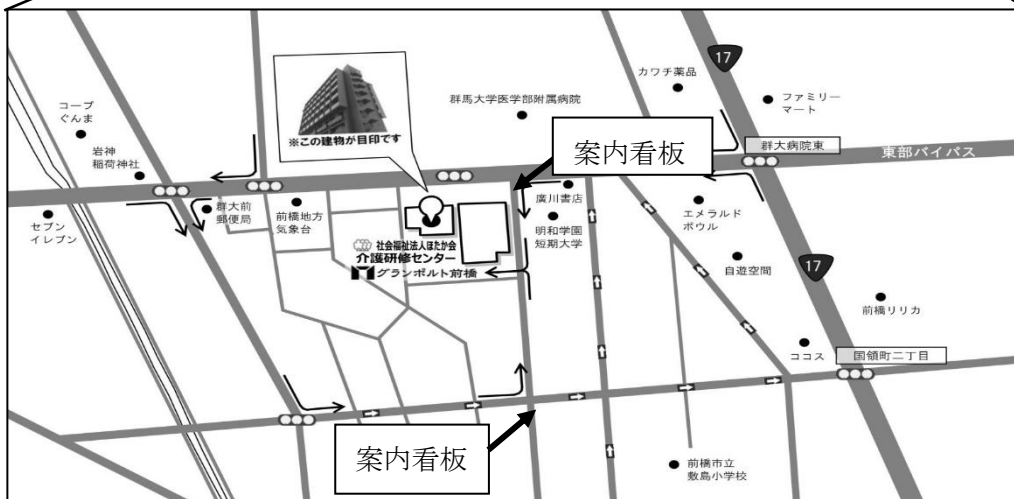 17
カワチ薬品
群馬大学医学部附属病院
ファミリー
マート
コープ
ぐんま
※この建物が目印です
案内看板
群大病院東
東部バイパス
岩神
稲荷神社
廣川書店
セブン
イレブン
群大前
郵便局
前橋地方
気象台
明和学園
短期大学
エメラルド
ボウル
社会福祉法人ほたか会
介護研修センター
グランポルト前橋
自遊空間
17
前橋リリカ
ココス
国領町二丁目
案内看板
前橋市立
敷島小学校